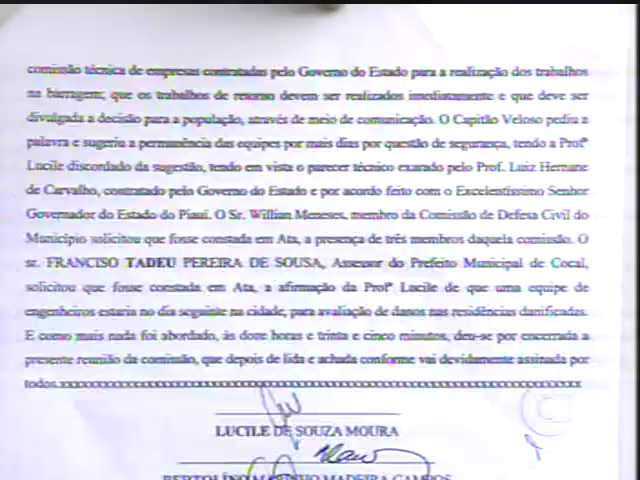 comissão técnica de empresas contratadas pelo Governo do Estado para a realização dos trabalhos
na barragem, que os trabalhos de retorno devem ser realizados imediatamente e que deve ser
divulgada a decisão para a população, através de meio de comunicação. O Capitão Veloso pediu a
palavra e sugeriu a permanência das equipes por mais dias por questão de segurança, tendo a Profª
Lucile discordado da sugestão, tendo em vista o parecer técnico exarado pelo Prof. Luiz Hernane
de Carvalho, contratado pelo Governo do Estado e por acordo feito com o Excelentíssimo Senhor
Governador do Estado do Piauí. O Sr. Willian Meneses, membro da Comissão de Defesa Civil do
Município solicitou que fosse constada em Ata, a presença de três membros daquela comissão. O
sr. FRANCISO TADEU PEREIRA DE SOUSA, Assessor do Prefeito Municipal de Cocal,
solicitou que fosse constada em Ata, a afirmação da Profª Lucile de que uma equipe de
engenheiros estaria no dia seguinte na cidade, para avaliação de danos nas residências danificadas.
E como mais nada foi abordado, às doze horas e trinta e cinco minutos, deu-se por encerrada a
presente reunião da comissão, que depois de lida e achada conforme vai devidamente assinada por
todos.xxxxxxxxxxxxxxxxxxxxxxxxxxxxxxxxxxxxxxxxxxxxxxxxxxxxxxxxxxxxxxxxxxxxxxxx
LUCILE DE SOUZA MOURA
BERTOLÍNO MARINHO MADEIRA CAMPOS